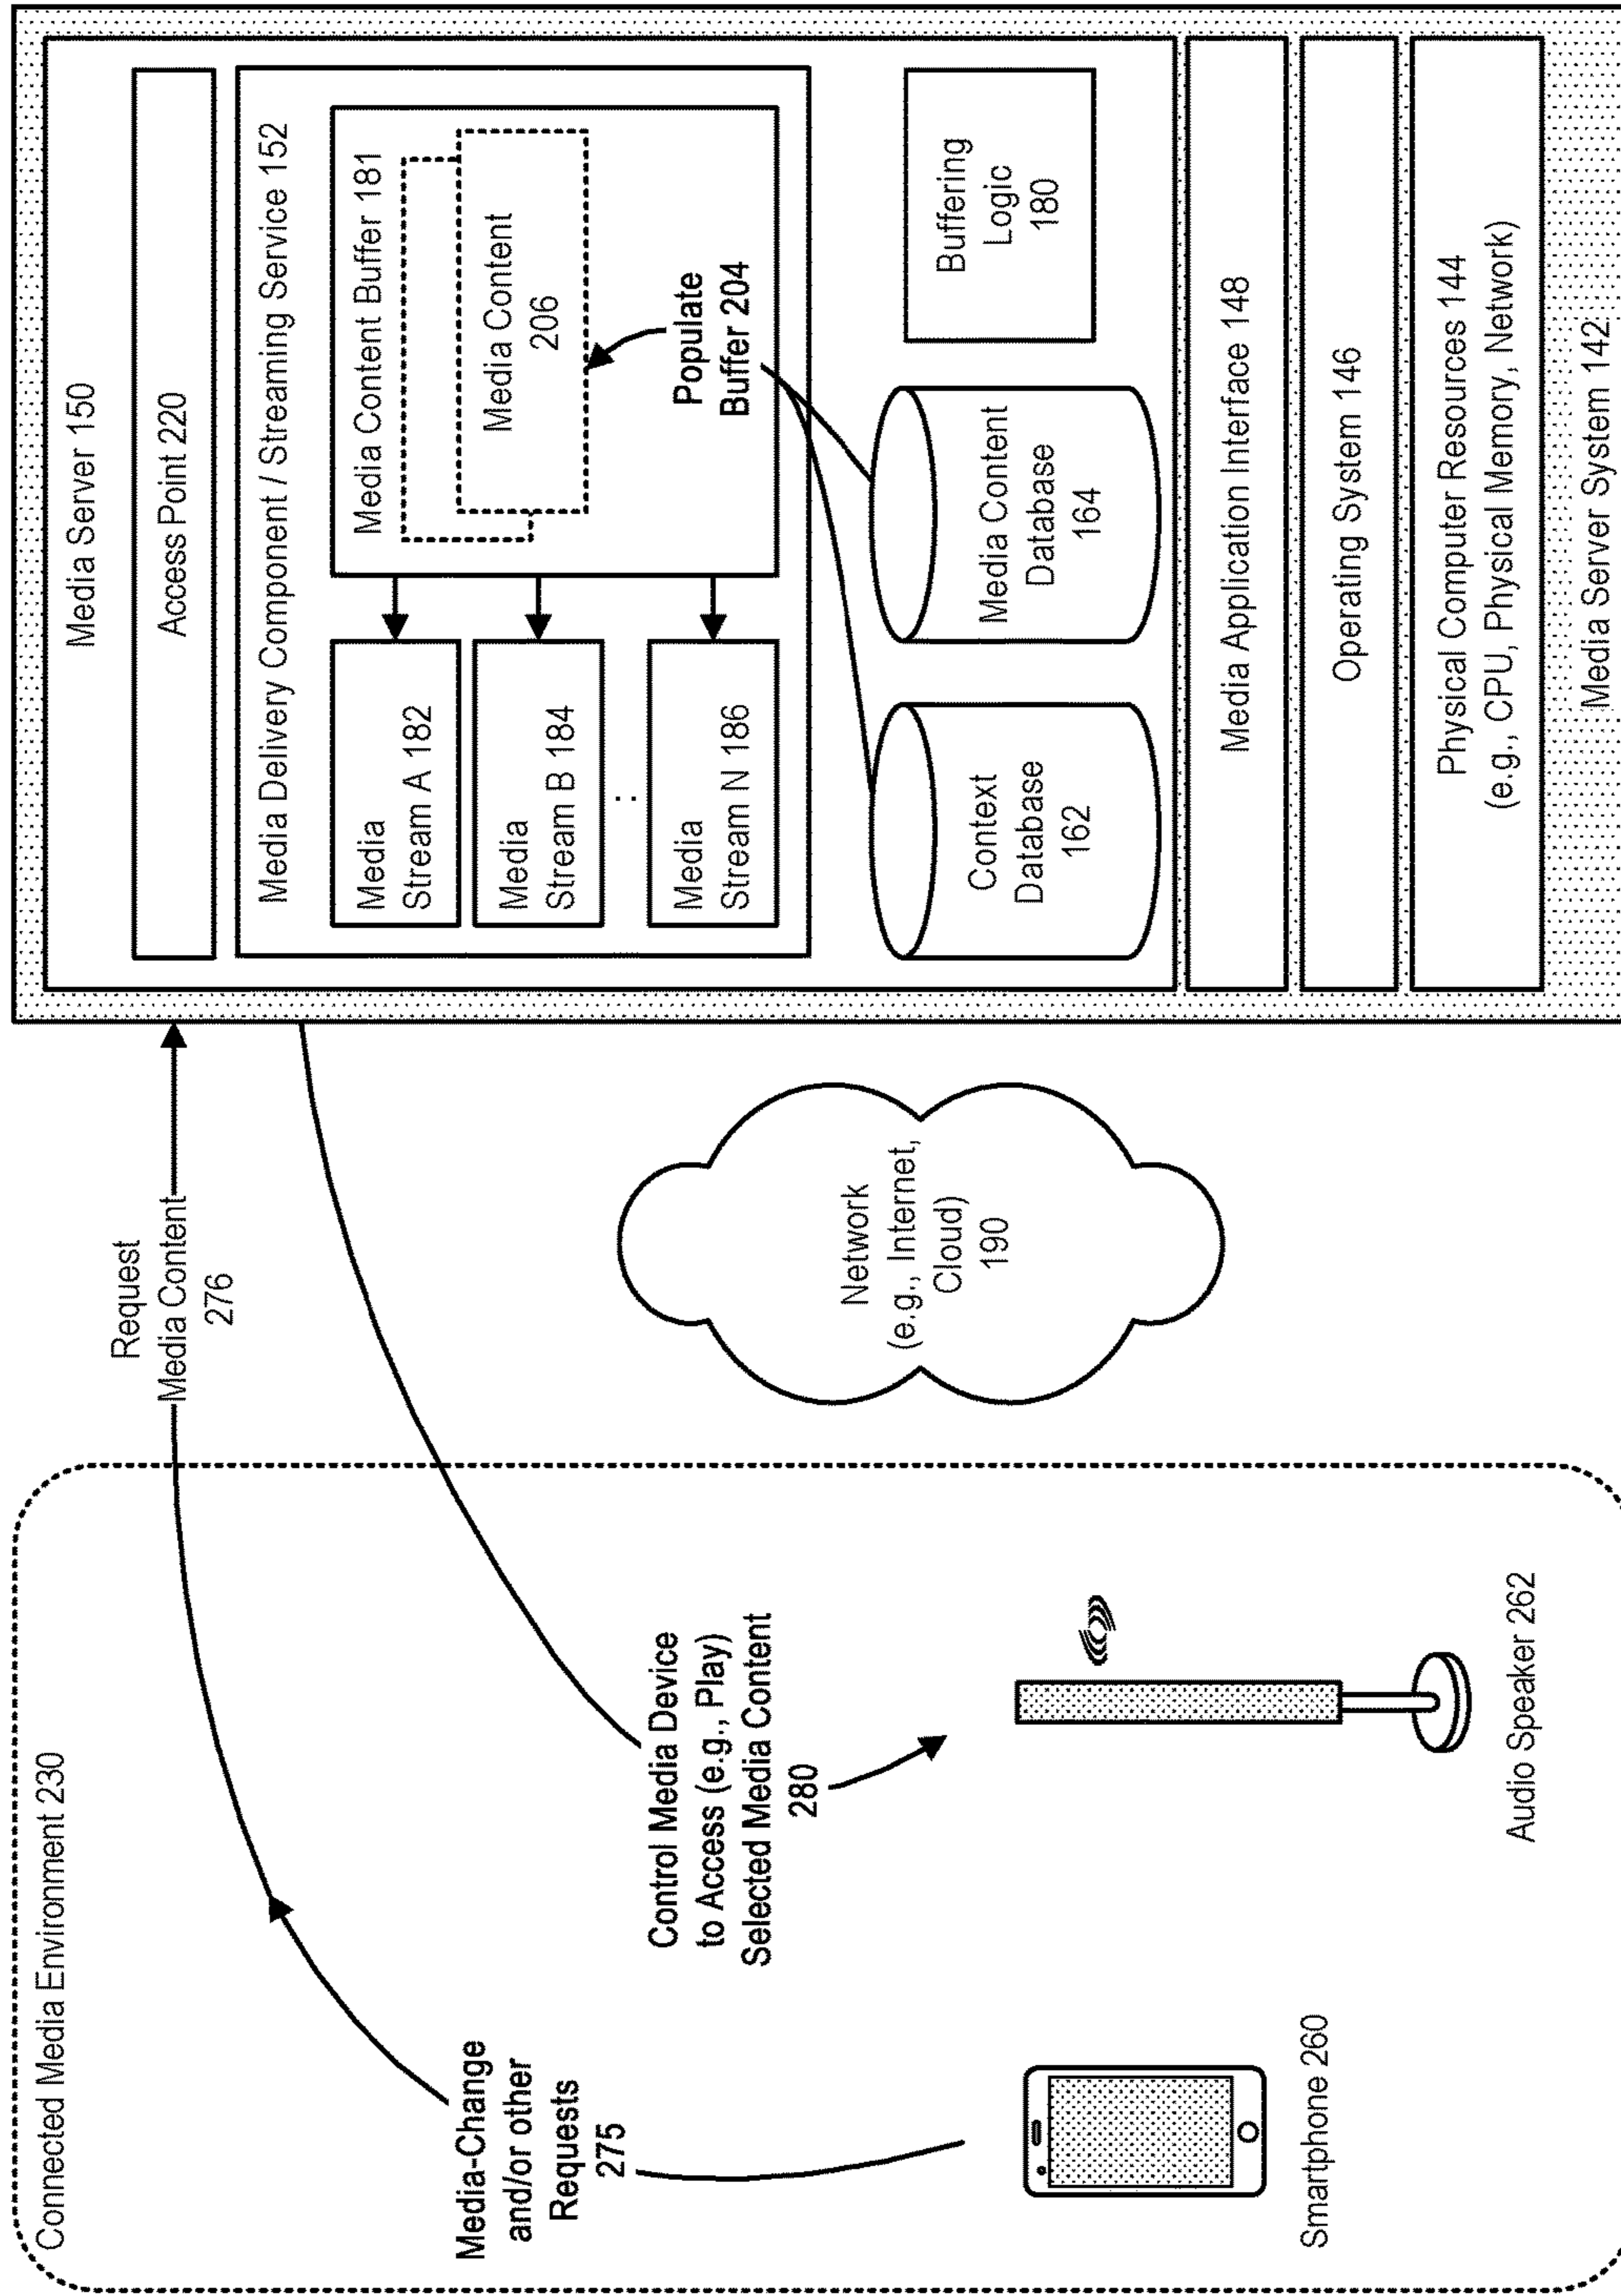 Connected Media Environment 230
Media-Change
and/or other
Requests
275
Smartphone 260
Control Media Device
to Access (e.g., Play)
Selected Media Content
280
Audio Speaker 262
Request
Media Content
276
Network
(e.g., Internet,
Cloud)
190
Media Server 150
Access Point 220
Media Delivery Component / Streaming Service 152
Media
Stream A 182
Media
Stream B 184
..
Media
Stream N 186
Media Content Buffer 181
Media Content
206
Populate
Buffer 204
Context
Database
162
Media Content
Database
164
Buffering
Logic
180
Media Application Interface 148
Operating System 146
Physical Computer Resources 144
(e.g., CPU, Physical Memory, Network)
Media Server System 142